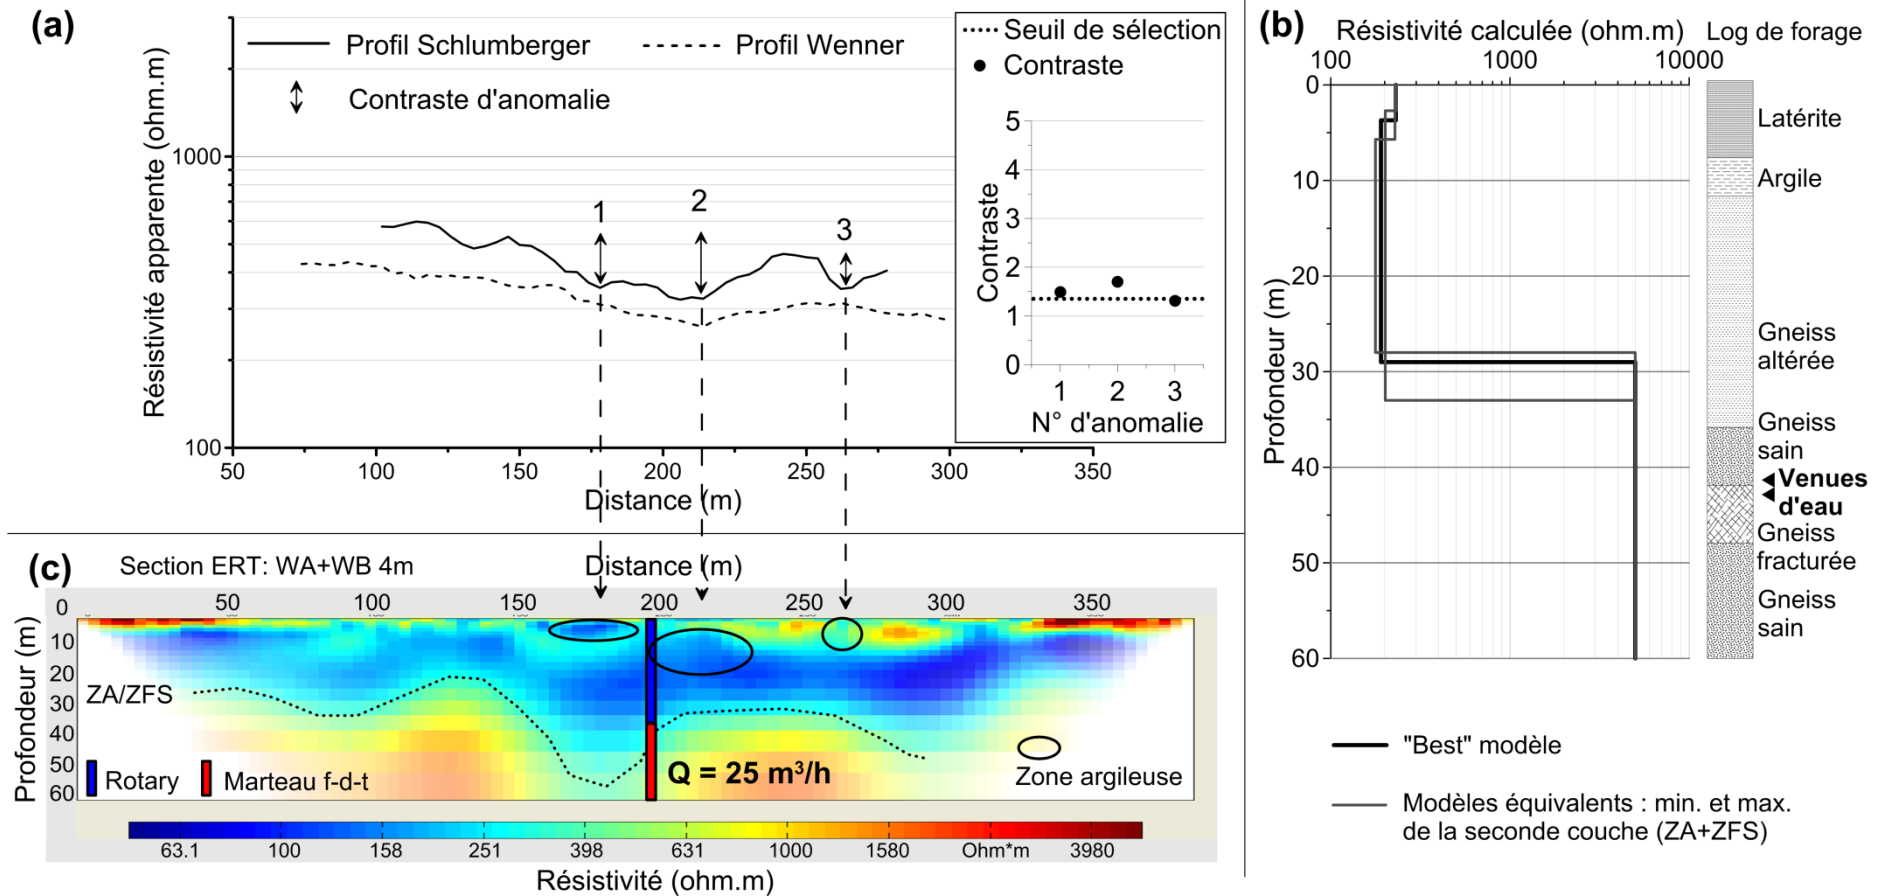 (a)
Profil Schlumberger
Profil Wenner
Contraste d'anomalie
Résistivité apparente (ohm.m)
1000
100
1
2
3
50
100
150
200
250
300
350
Distance (m)
Seuil de sélection
Contraste
Contraste
5
4
3
2
1
0
1
2
3
N° d'anomalie
(b)
Résistivité calculée (ohm.m)
Log de forage
100
1000
10000
Profondeur (m)
0
10
20
30
40
50
60
Latérite
Argile
Gneiss
altérée
Gneiss
sain
Venues
d'eau
Gneiss
fracturée
Gneiss
sain
"Best" modèle
Modèles équivalents : min. et max.
de la seconde couche (ZA+ZFS)
(c)
Section ERT: WA+WB 4m
Distance (m)
0
50
100
150
200
250
300
350
Profondeur (m)
10
20
30
40
50
60
ZA/ZFS
Rotary
Marteau f-d-t
Q = 25 m³/h
Zone argileuse
63.1
100
158
251
398
631
1000
1580
Ohm*m
3980
Résistivité (ohm.m)